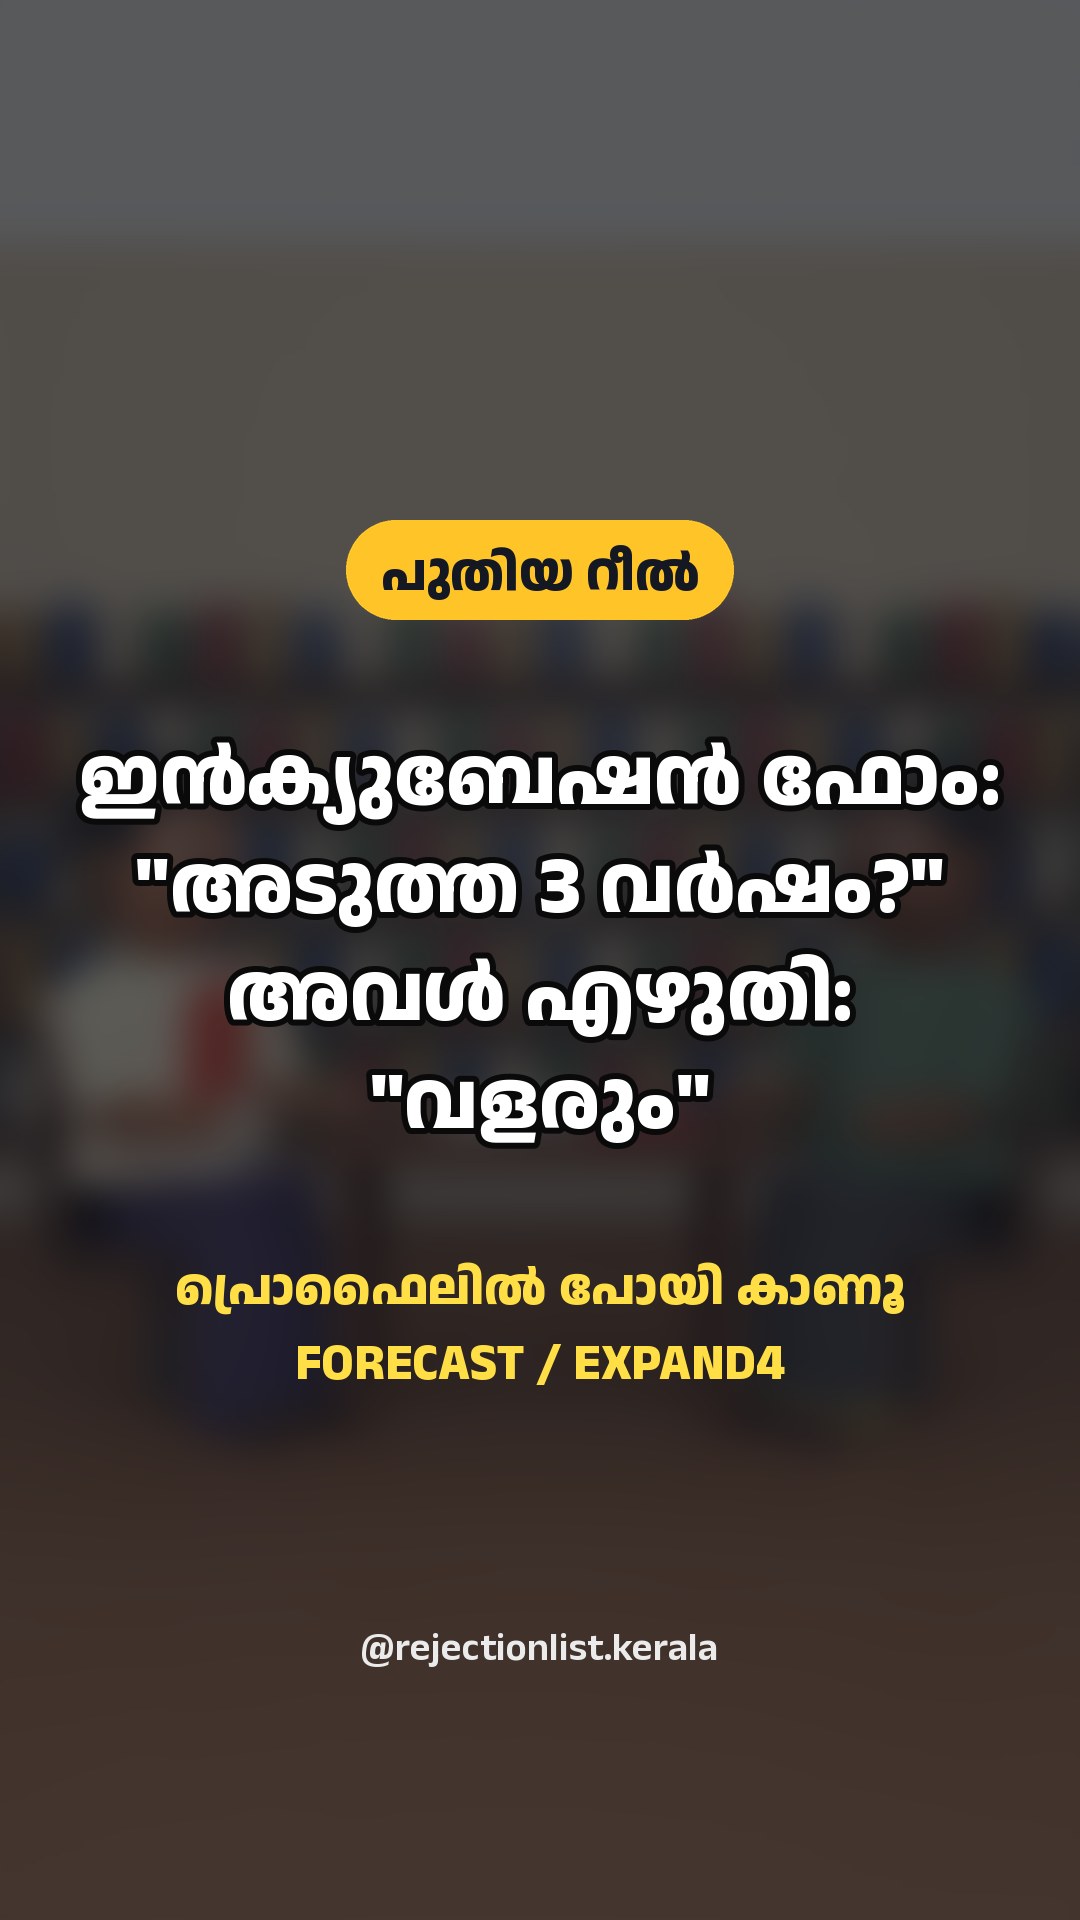 പുതിയ റീൽ
ഇൻക്യുബേഷൻ ഫോം:
"അടുത്ത 3 വർഷം?"
അവൾ എഴുതി:
"വളരും"
പ്രൊഫൈലിൽ പോയി കാണൂ
FORECAST / EXPAND4
@rejectionlist.kerala